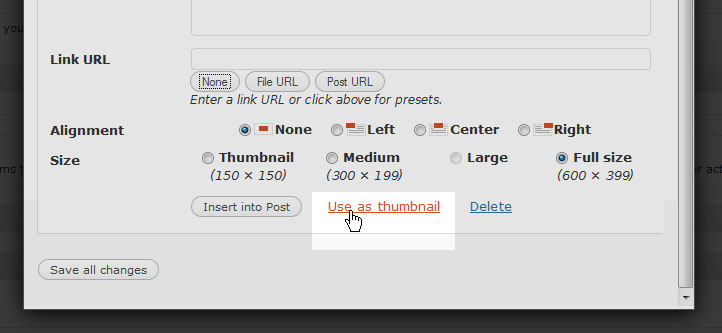 you
Link URL
None File URL Post URL
Enter a link URL or click above for presets.
Alignment None Left Center Right
Size Thumbnail Medium Large Full size
(150 × 150) (300 × 199) (600 × 399)
Insert into Post Use as thumbnail Delete
Save all changes